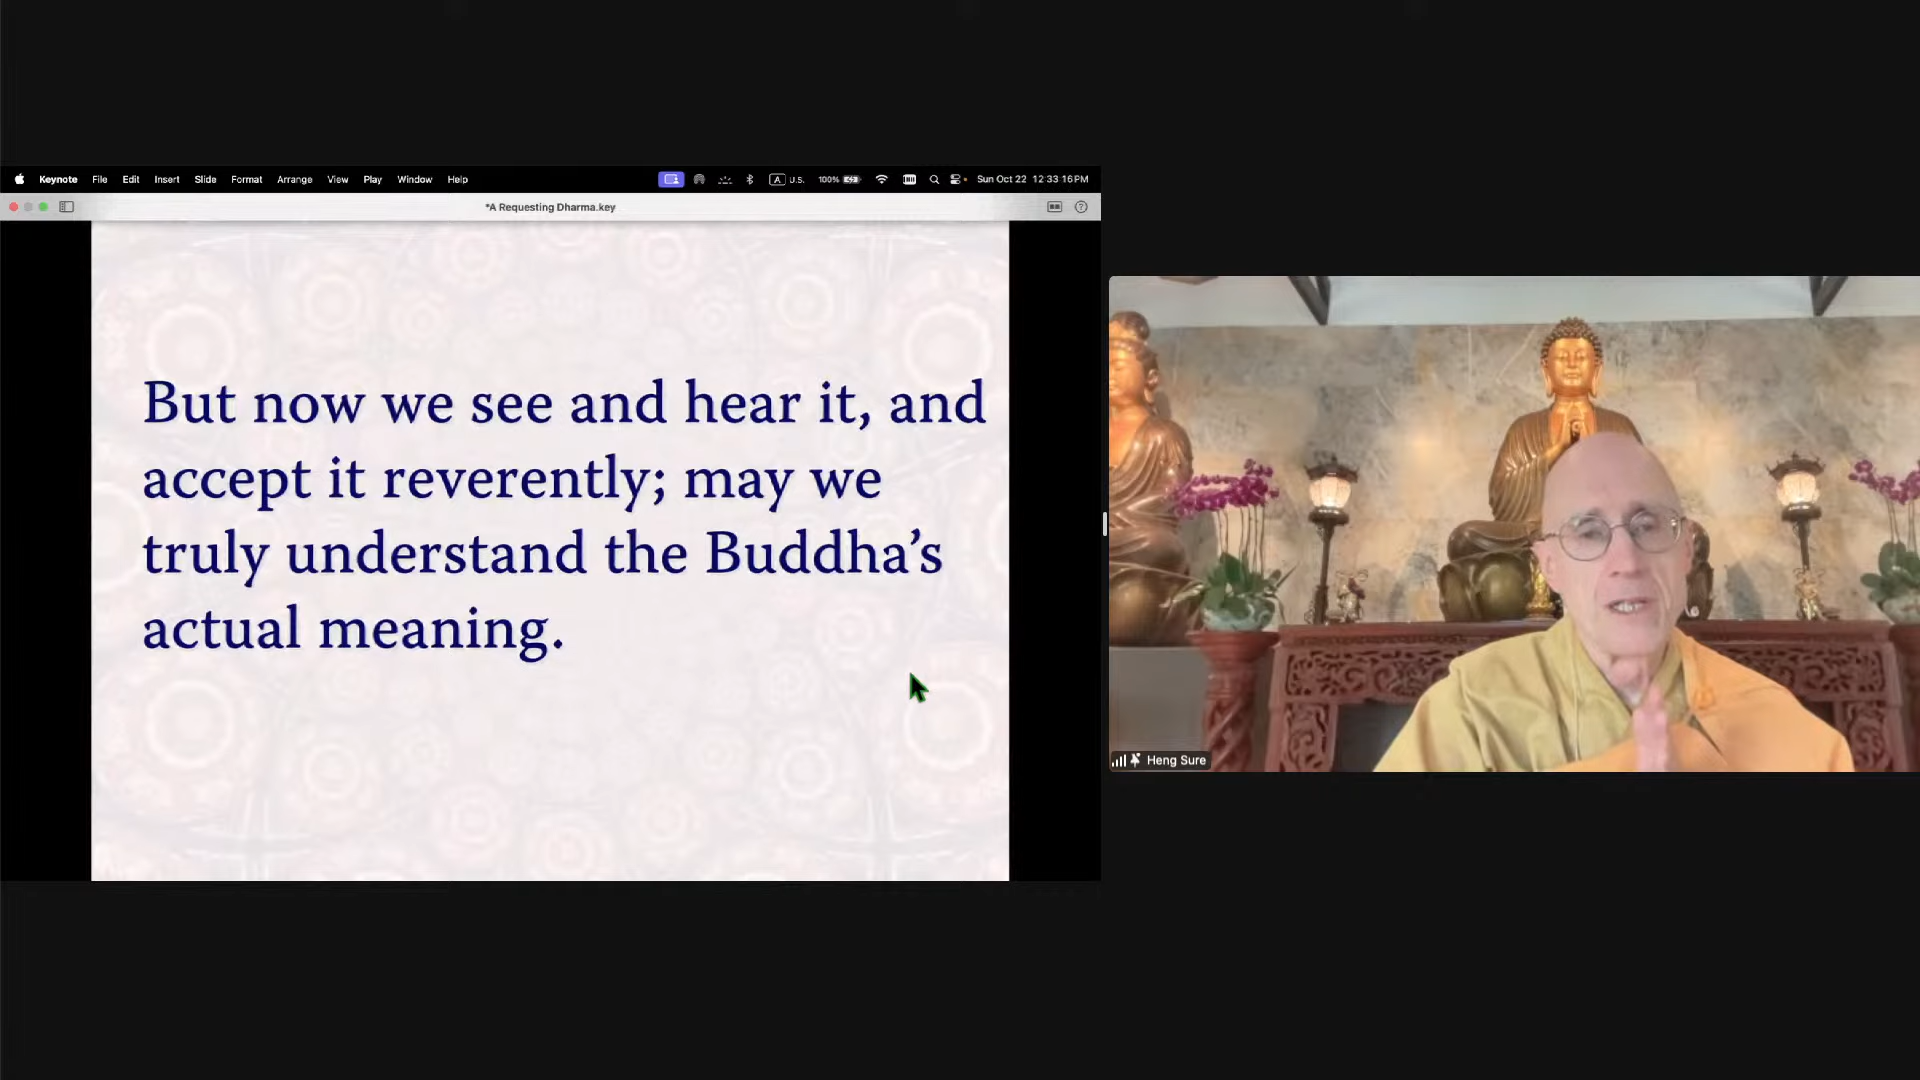 Keynote File Edit Insert Slide Format Arrange View Play Window Help A U.S. 100% Sun Oct 22 12 33 16 PM
*A Requesting Dharma.key
But now we see and hear it, and
accept it reverently; may we
truly understand the Buddha’s
actual meaning.
Heng Sure